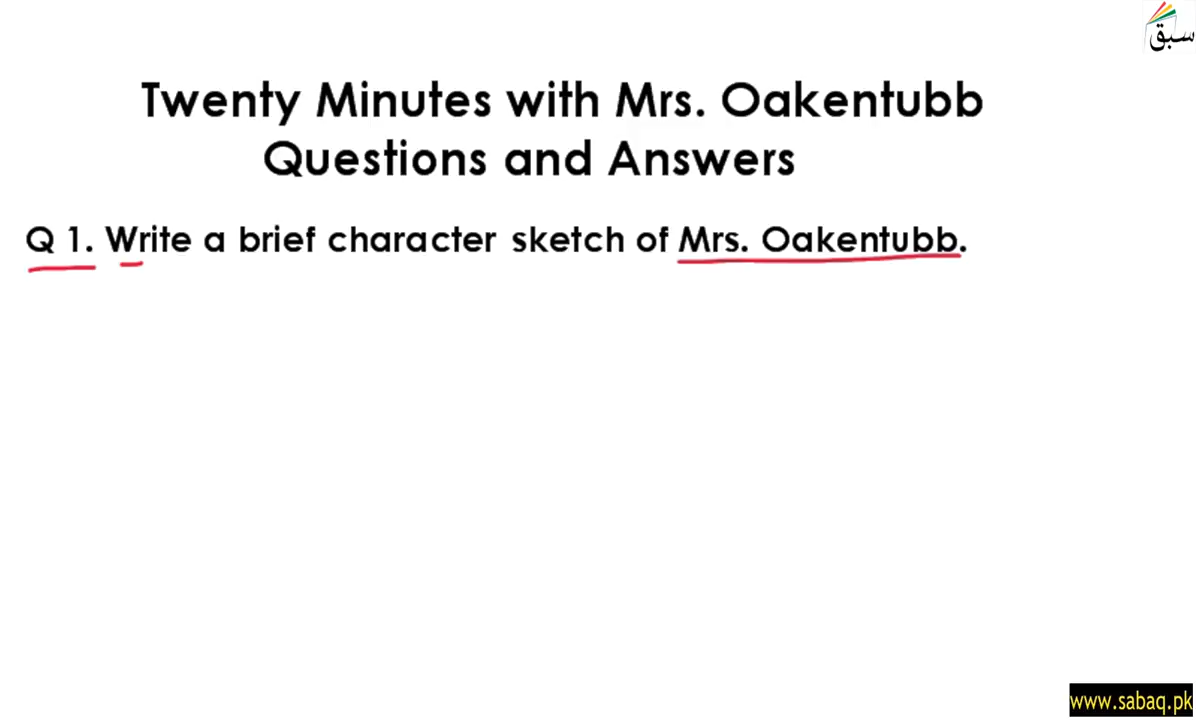 سبق
Twenty Minutes with Mrs. Oakentubb
Questions and Answers
Q 1. Write a brief character sketch of Mrs. Oakentubb.
www.sabaq.pk